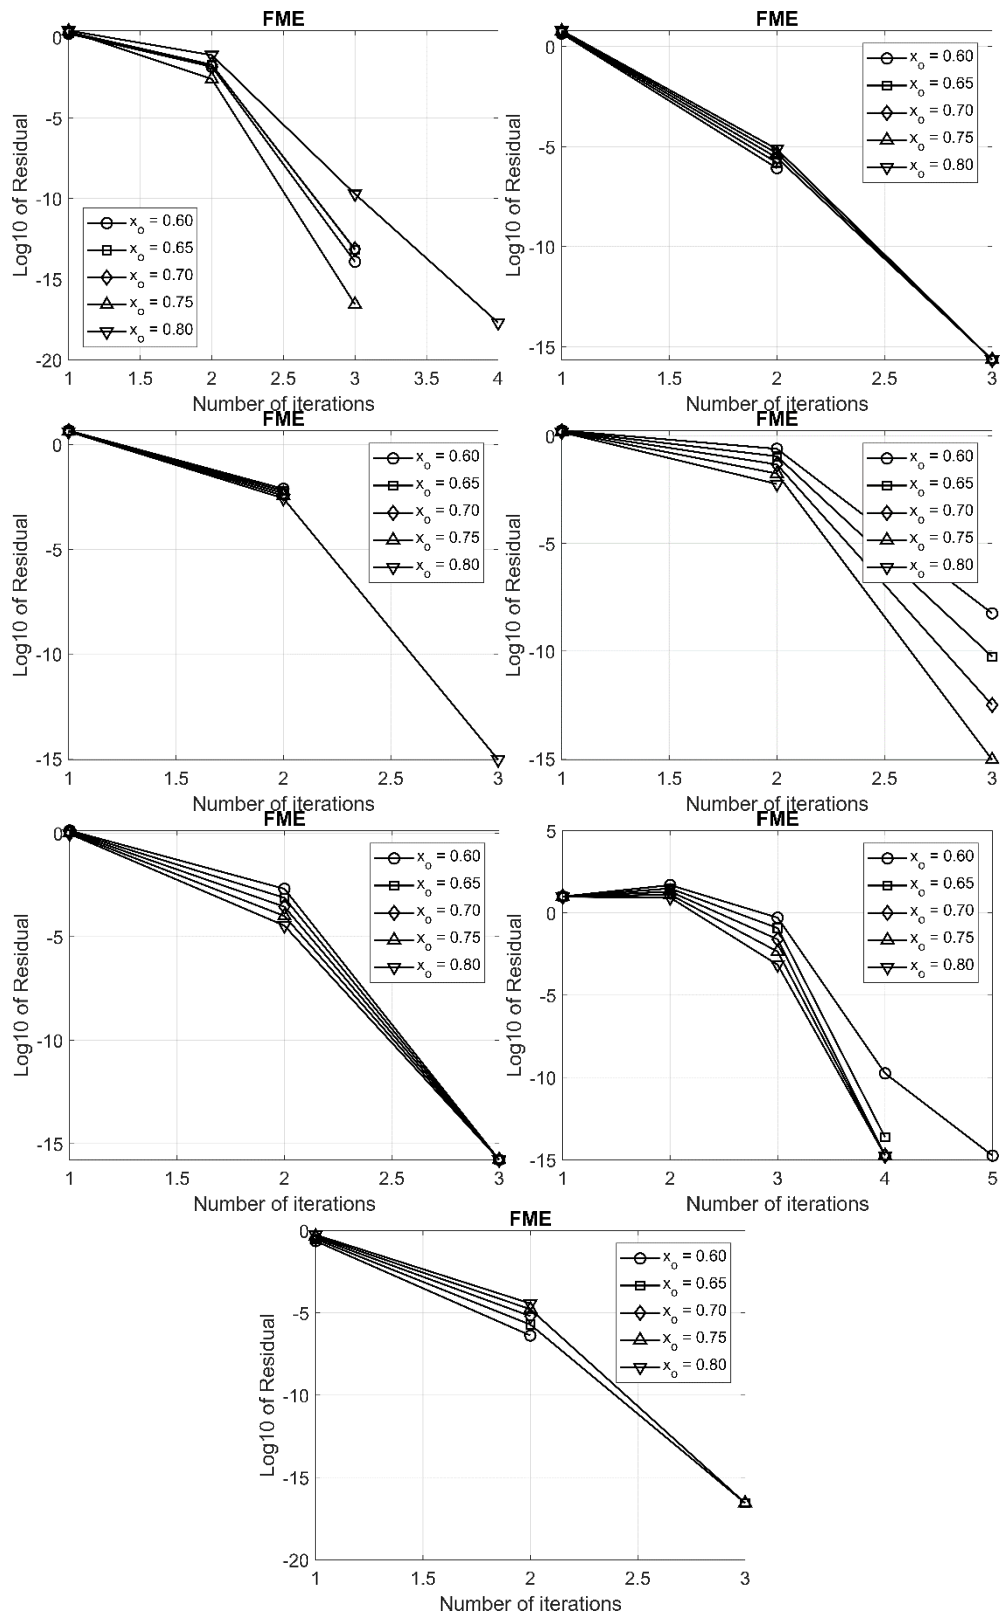 FME
Log10 of Residual
0
-5
-10
-15
-20
x_o = 0.60
x_o = 0.65
x_o = 0.70
x_o = 0.75
x_o = 0.80
1 1.5 2 2.5 3 3.5 4
Number of iterations
FME
Log10 of Residual
0
-5
-10
-15
x_o = 0.60
x_o = 0.65
x_o = 0.70
x_o = 0.75
x_o = 0.80
1 1.5 2 2.5 3
Number of iterations
FME
Log10 of Residual
0
-5
-10
-15
x_o = 0.60
x_o = 0.65
x_o = 0.70
x_o = 0.75
x_o = 0.80
1 1.5 2 2.5 3
Number of iterations
FME
Log10 of Residual
0
-5
-10
-15
x_o = 0.60
x_o = 0.65
x_o = 0.70
x_o = 0.75
x_o = 0.80
1 1.5 2 2.5 3
Number of iterations
FME
Log10 of Residual
0
-5
-10
-15
x_o = 0.60
x_o = 0.65
x_o = 0.70
x_o = 0.75
x_o = 0.80
1 1.5 2 2.5 3
Number of iterations
FME
Log10 of Residual
5
0
-5
-10
-15
x_o = 0.60
x_o = 0.65
x_o = 0.70
x_o = 0.75
x_o = 0.80
1 2 3 4 5
Number of iterations
FME
Log10 of Residual
0
-5
-10
-15
-20
x_o = 0.60
x_o = 0.65
x_o = 0.70
x_o = 0.75
x_o = 0.80
1 1.5 2 2.5 3
Number of iterations